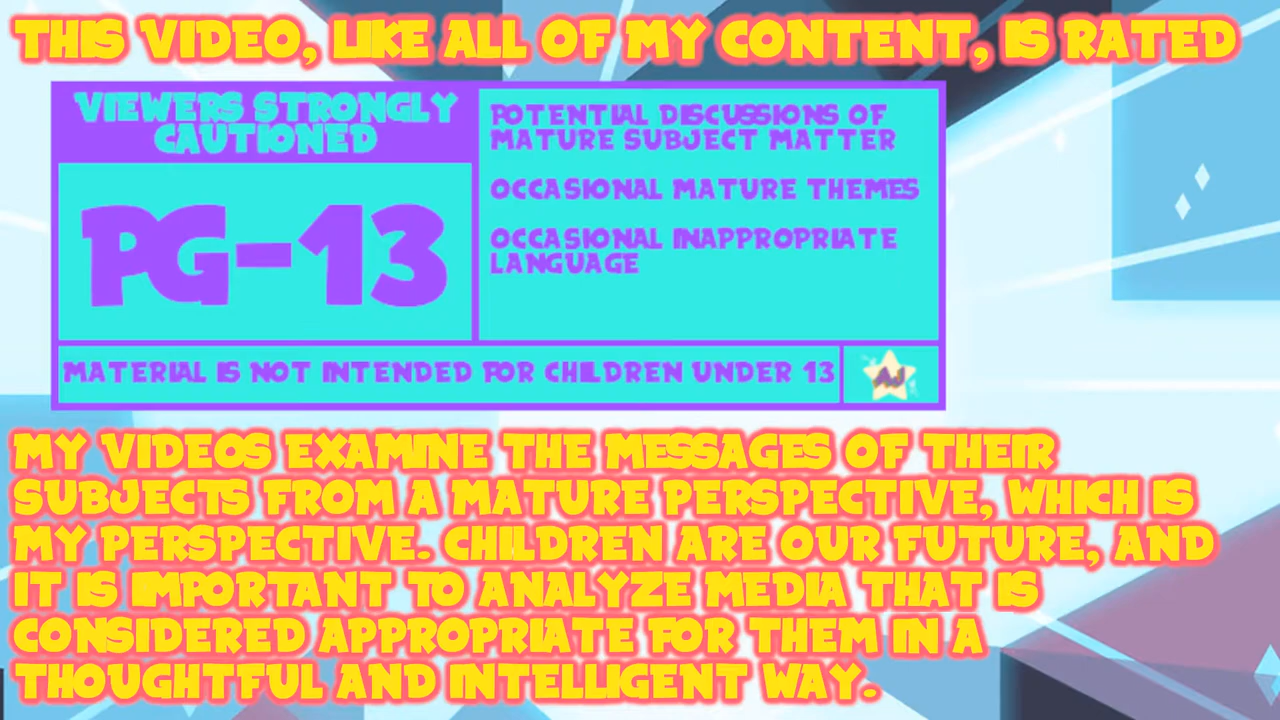 THIS VIDEO, LIKE ALL OF MY CONTENT, IS RATED
VIEWERS STRONGLY
CAUTIONED
PG-13
POTENTIAL DISCUSSIONS OF
MATURE SUBJECT MATTER
OCCASIONAL MATURE THEMES
OCCASIONAL INAPPROPRIATE
LANGUAGE
MATERIAL IS NOT INTENDED FOR CHILDREN UNDER 13
AJ
MY VIDEOS EXAMINE THE MESSAGES OF THEIR
SUBJECTS FROM A MATURE PERSPECTIVE, WHICH IS
MY PERSPECTIVE. CHILDREN ARE OUR FUTURE, AND
IT IS IMPORTANT TO ANALYZE MEDIA THAT IS
CONSIDERED APPROPRIATE FOR THEM IN A
THOUGHTFUL AND INTELLIGENT WAY.